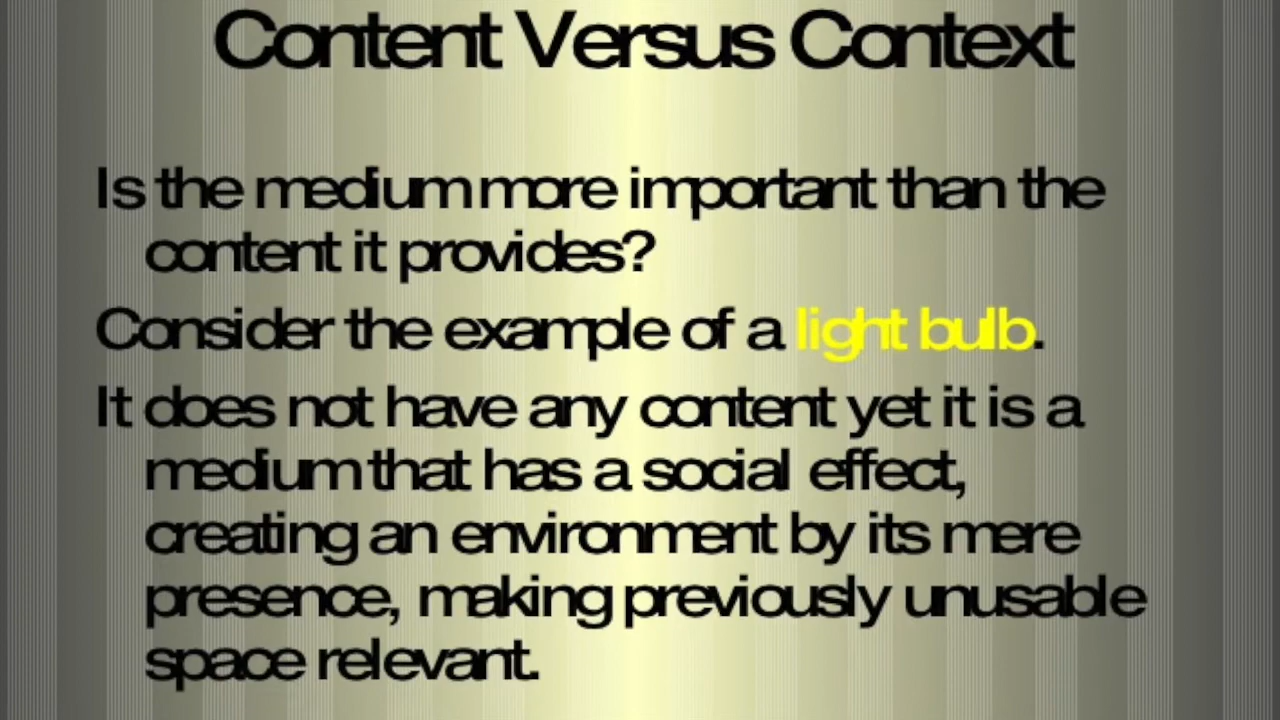 Content Versus Context
Is the medium more important than the
content it provides?
Consider the example of a light bulb.
It does not have any content yet it is a
medium that has a social effect,
creating an environment by its mere
presence, making previously unusable
space relevant.